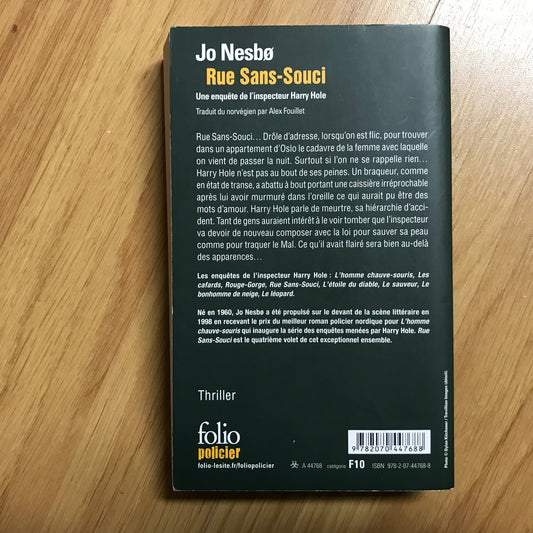 Jo Nesbø
Rue Sans-Souci
Une enquête de l'inspecteur Harry Hole
Traduit du norvégien par Alex Fouillet
Rue Sans-Souci... Drôle d'adresse, lorsqu'on est flic, pour trouver
dans un appartement d'Oslo le cadavre de la femme avec laquelle
on vient de passer la nuit. Surtout si l'on ne se rappelle rien...
Harry Hole n'est pas au bout de ses peines. Un braqueur, comme
en état de transe, a abattu à bout portant une caissière irréprochable
après lui avoir murmuré dans l'oreille ce qui aurait pu être des
mots d'amour. Harry Hole parle de meurtre, sa hiérarchie d'acci-
dent. Tant de gens auraient intérêt à le voir tomber que l'inspecteur
va devoir de nouveau composer avec la loi pour sauver sa peau
comme pour traquer le Mal. Ce qu'il avait flairé sera bien au-delà
des apparences...
Les enquêtes de l'inspecteur Harry Hole : L'homme chauve-souris, Les
cafards, Rouge-Gorge, Rue Sans-Souci, L'étoile du diable, Le sauveur, Le
bonhomme de neige, Le léopard.
Né en 1960, Jo Nesbø a été propulsé sur le devant de la scène littéraire en
1998 en recevant le prix du meilleur roman policier nordique pour L'homme
chauve-souris qui inaugure la série des enquêtes menées par Harry Hole. Rue
Sans-Souci est le quatrième volet de cet exceptionnel ensemble.
Thriller
folio
policier
folio-lesite.fr/foliopolicier
9 782070 447688
A 44768 catégorie F10 ISBN 978-2-07-44768-8
Photo © Dylan Kitchener / Trevillion Images (détail).